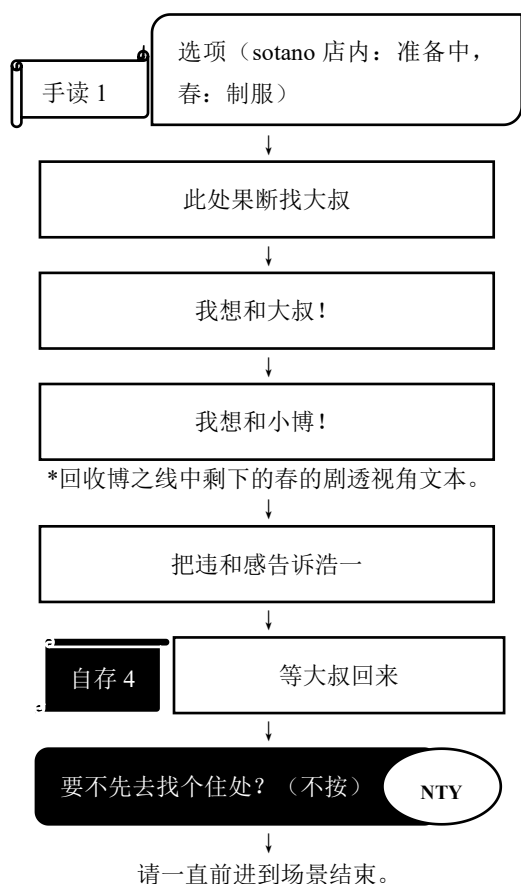 手读 1
选项（sotano 店内：准备中，
春：制服）
↓
此处果断找大叔
↓
我想和大叔！
↓
我想和小博！
*回收博之线中剩下的春的剧透视角文本。
↓
把违和感告诉浩一
↓
自存 4
等大叔回来
↓
要不先去找个住处？（不按）
NTY
↓
请一直前进到场景结束。